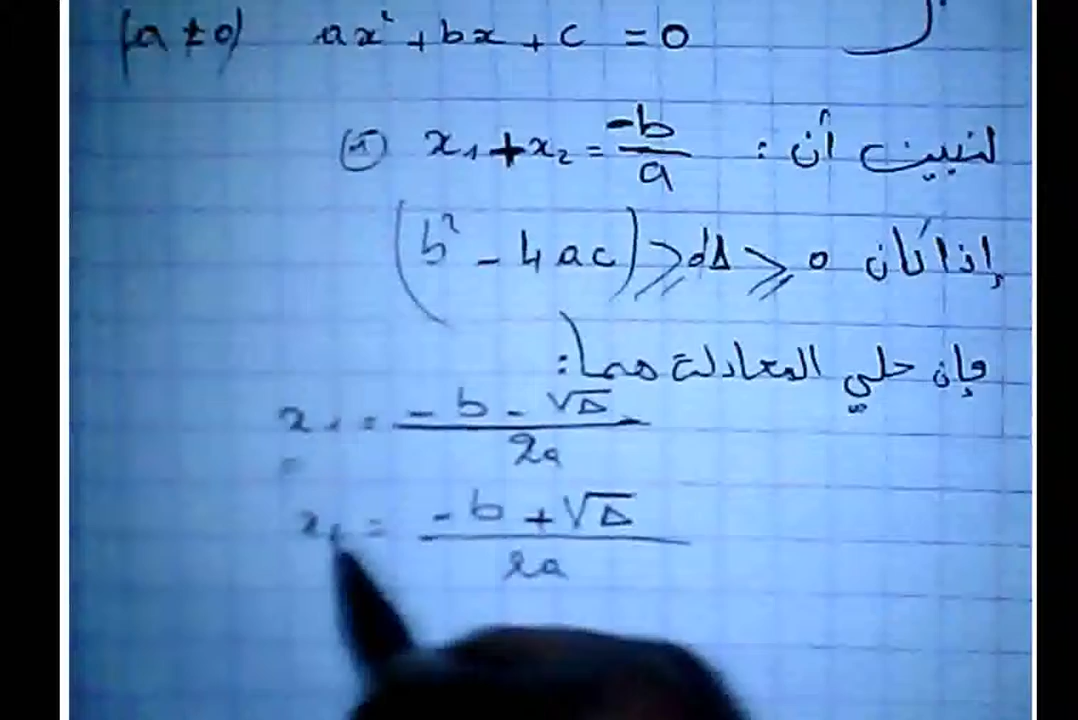 (a ≠ 0) ax² + bx + c = 0
لنبين أن : x₁ + x₂ = -b/a ①
إذا كان (b² - 4ac) ⩾ Δ ⩾ 0
فإن حلي المعادلة هما:
x₁ = (-b - √Δ)/2a
x₂ = (-b + √Δ)/2a